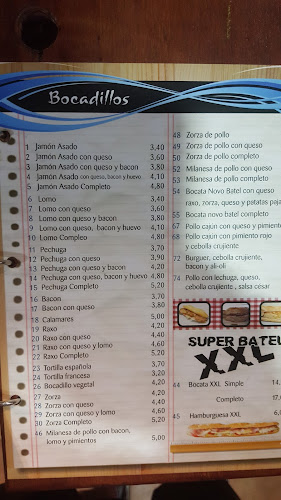 Bocadillos
1 Jamón Asado 3,40
2 Jamón Asado con queso 3,60
3 Jamón Asado con queso y bacon 3,80
4 Jamón Asado con queso, bacon y huevo 4,10
5 Jamón Asado Completo 4,80
6 Lomo 3,40
7 Lomo con queso 3,60
8 Lomo con queso y bacon 3,80
9 Lomo con queso, bacon y huevo 4,10
10 Lomo Compleo 4,80
11 Pechuga 3,70
12 Pechuga con queso 3,90
13 Pechuga con queso y bacon 4,20
14 Pechuga con queso, bacon y huevo 4,80
15 Pechuga Completo 5,20
16 Bacon 3,70
17 Bacon con queso 3,80
18 Calamares 5,00
19 Raxo 4,20
20 Raxo con queso 4,40
21 Raxo con queso y lomo 4,60
22 Raxo Completo 5,20
23 Tortilla española
24 Tortilla francesa
26 Bocadillo vegetal 4,20
27 Zorza 4,20
28 Zorza con queso 4,40
29 Zorza con queso y lomo 4,60
30 Zorza Completo 5,20
46 Milanesa de pollo con bacon,
lomo y pimientos 5,00
48 Zorza de pollo
49 Zorza de pollo con queso
50 Zorza de pollo completo
52 Milanesa de pollo con queso
53 Milanesa de pollo completo
54 Bocata Novo Batel con queso
raxo, zorza, queso y patatas paja
55 Bocata novo batel completo
67 Pollo cajun con queso y pimiento
68 Pollo cajun con pimiento rojo
y cebolla crujiente
72 Burguer, cebolla crujiente,
bacon y ali-oli
74 Pollo con lechuga, queso,
cebolla crujiente, salsa césar
SUPER
XXL
44 Bocata XXL Simple 14,
Completo 17,
45 Hamburguesa XXL